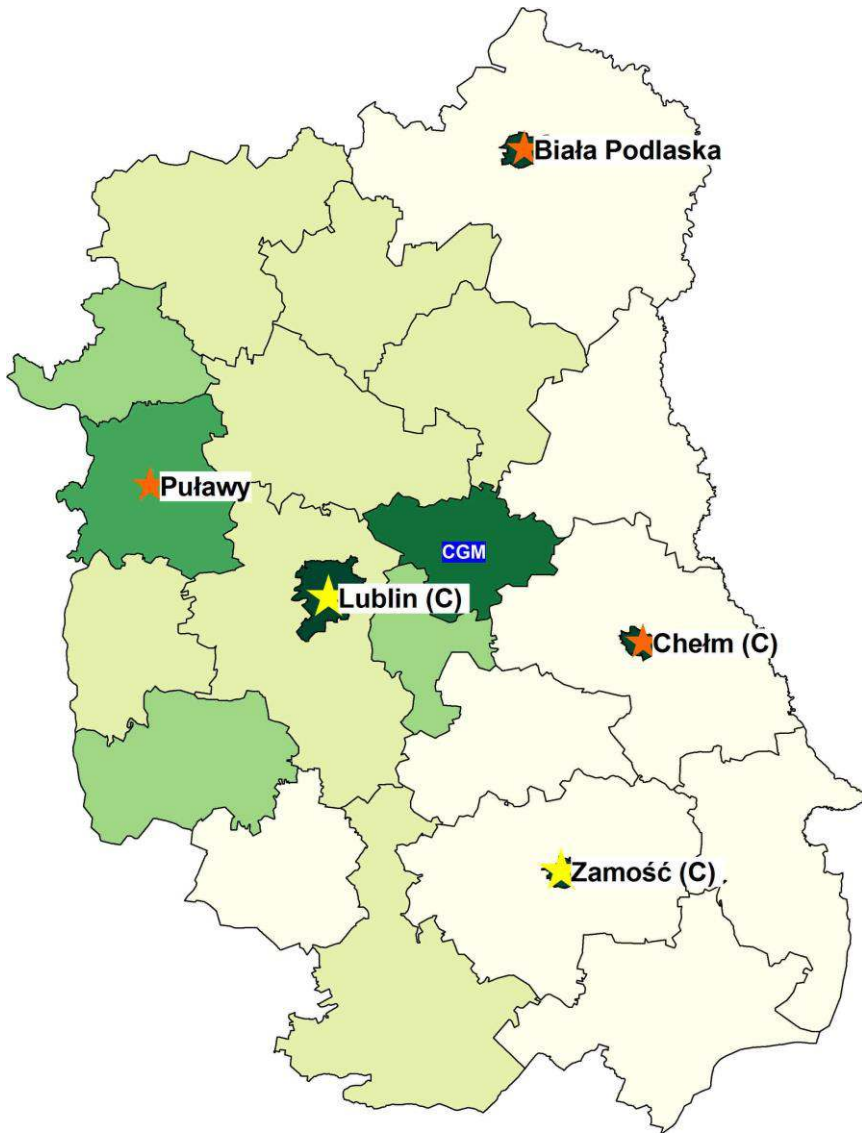 Biała Podlaska
Puławy
CGM
Lublin (C)
Chełm (C)
Zamość (C)